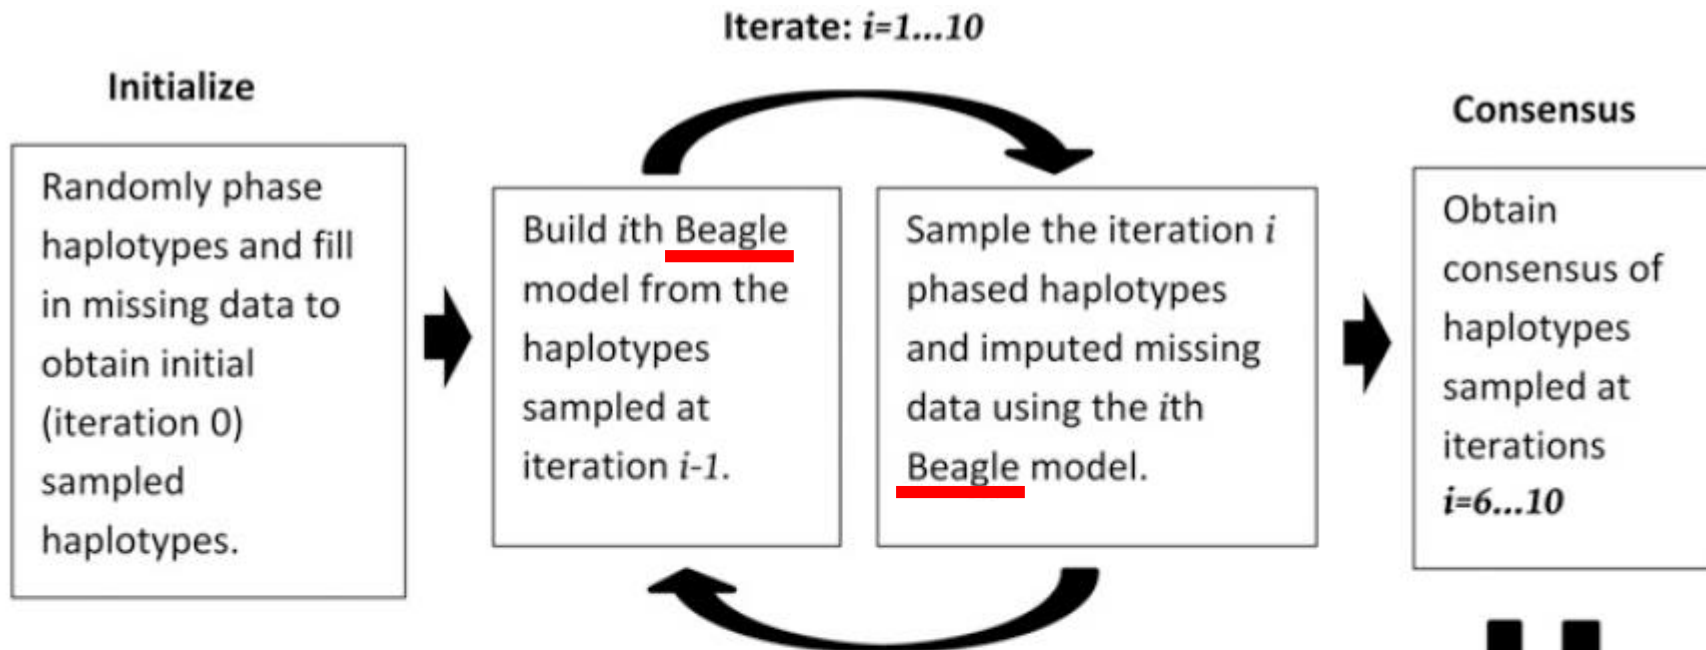 Iterate: i=1...10
Initialize
Randomly phase
haplotypes and fill
in missing data to
obtain initial
(iteration 0)
sampled
haplotypes.
Build ith Beagle
model from the
haplotypes
sampled at
iteration i-1.
Sample the iteration i
phased haplotypes
and imputed missing
data using the ith
Beagle model.
Consensus
Obtain
consensus of
haplotypes
sampled at
iterations
i=6...10